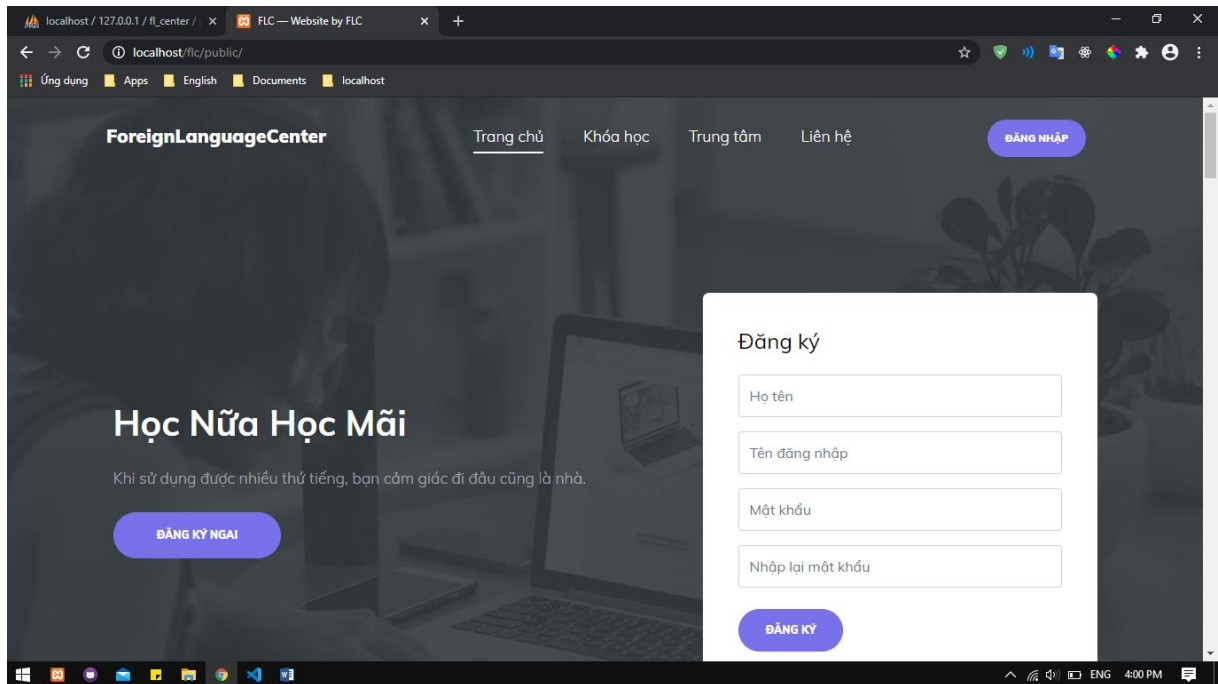 localhost / 127.0.0.1 / fl_center /
FLC — Website by FLC
localhost/flc/public/
Ứng dụng Apps English Documents localhost
ForeignLanguageCenter
Trang chủ Khóa học Trung tâm Liên hệ
ĐĂNG NHẬP
Học Nữa Học Mãi
Khi sử dụng được nhiều thứ tiếng, bạn cảm giác đi đâu cũng là nhà.
ĐĂNG KÝ NGAI
Đăng ký
Họ tên
Tên đăng nhập
Mật khẩu
Nhập lại mật khẩu
ĐĂNG KÝ
ENG 4:00 PM